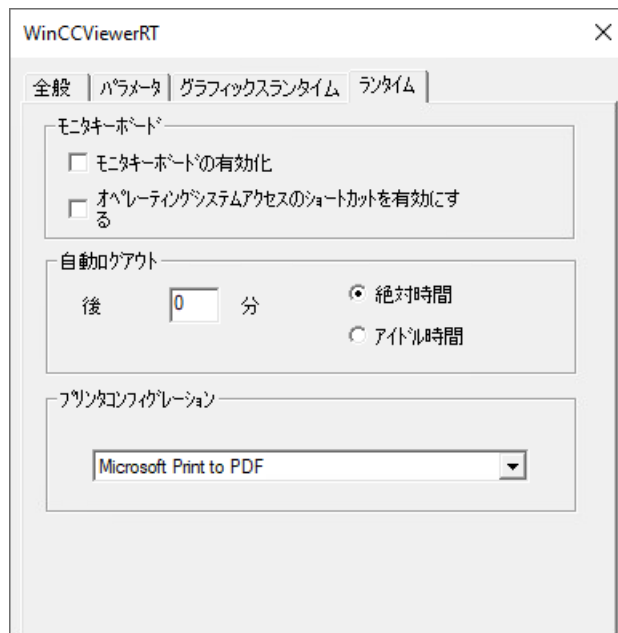 WinCCViewerRT
全般 パラメータ グラフィックスランタイム ランタイム
モニタキーボード
モニタキーボードの有効化
オペレーティングシステムアクセスのショートカットを有効にす
る
自動ログアウト
後 0 分 絶対時間
アイドル時間
プリンタコンフィグレーション
Microsoft Print to PDF